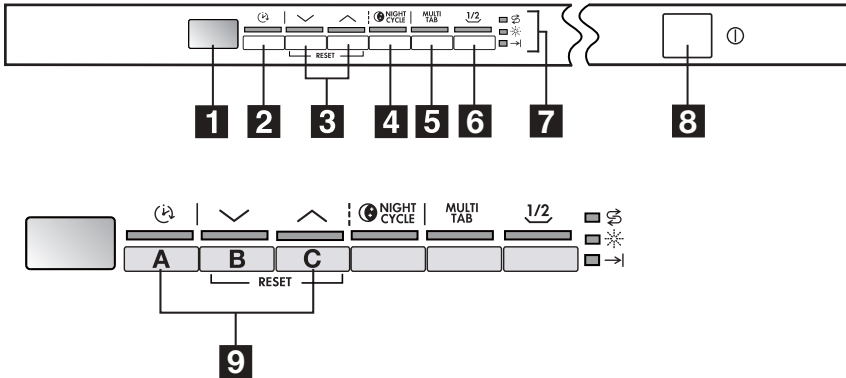 NIGHT CYCLE
MULTI TAB
1/2
RESET
1 2 3 4 5 6 7 8
NIGHT CYCLE
MULTI TAB
1/2
A B C
RESET
9